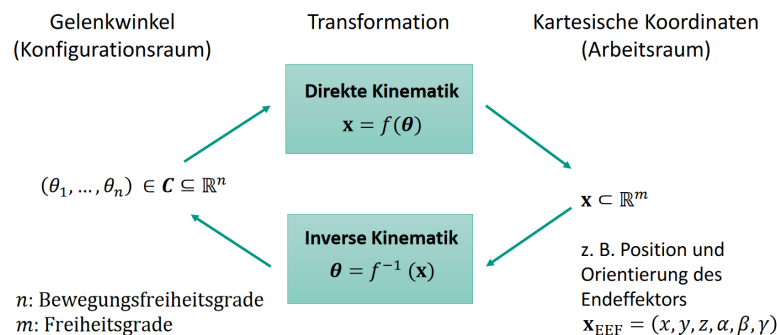 Gelenkwinkel
(Konfigurationsraum)
Transformation
Kartesische Koordinaten
(Arbeitsraum)
Direkte Kinematik
𝐱 = 𝑓(𝜽)
(𝜃₁, … , 𝜃ₙ) ∈ 𝑪 ⊆ ℝⁿ
𝐱 ⊂ ℝᵐ
Inverse Kinematik
𝜽 = 𝑓⁻¹ (𝐱)
z. B. Position und
Orientierung des
Endeffektors
𝐱_EEF = (𝑥, 𝑦, 𝑧, 𝛼, 𝛽, 𝛾)
𝑛: Bewegungsfreiheitsgrade
𝑚: Freiheitsgrade